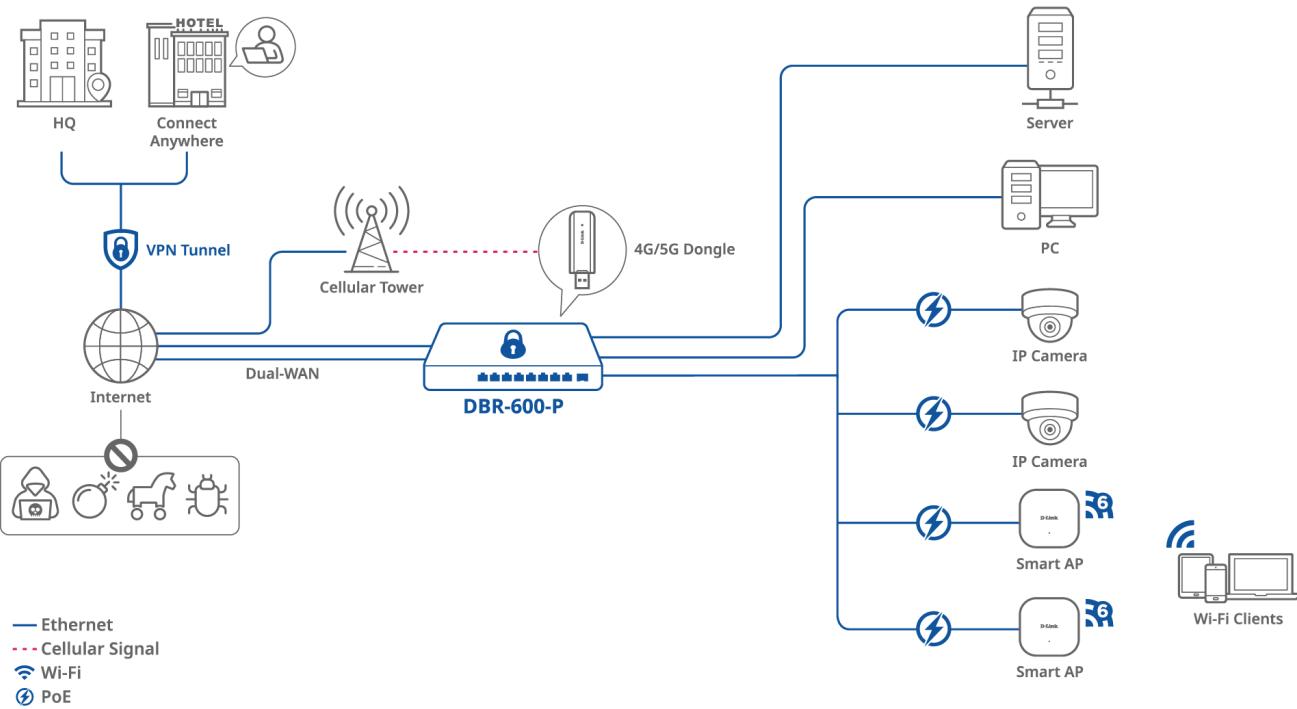 HOTEL
HQ
Connect
Anywhere
Server
VPN Tunnel
Cellular Tower
D-Link
4G/5G Dongle
PC
Internet
Dual-WAN
DBR-600-P
IP Camera
IP Camera
D-Link
6
Smart AP
D-Link
6
Smart AP
Wi-Fi Clients
Ethernet
Cellular Signal
Wi-Fi
PoE